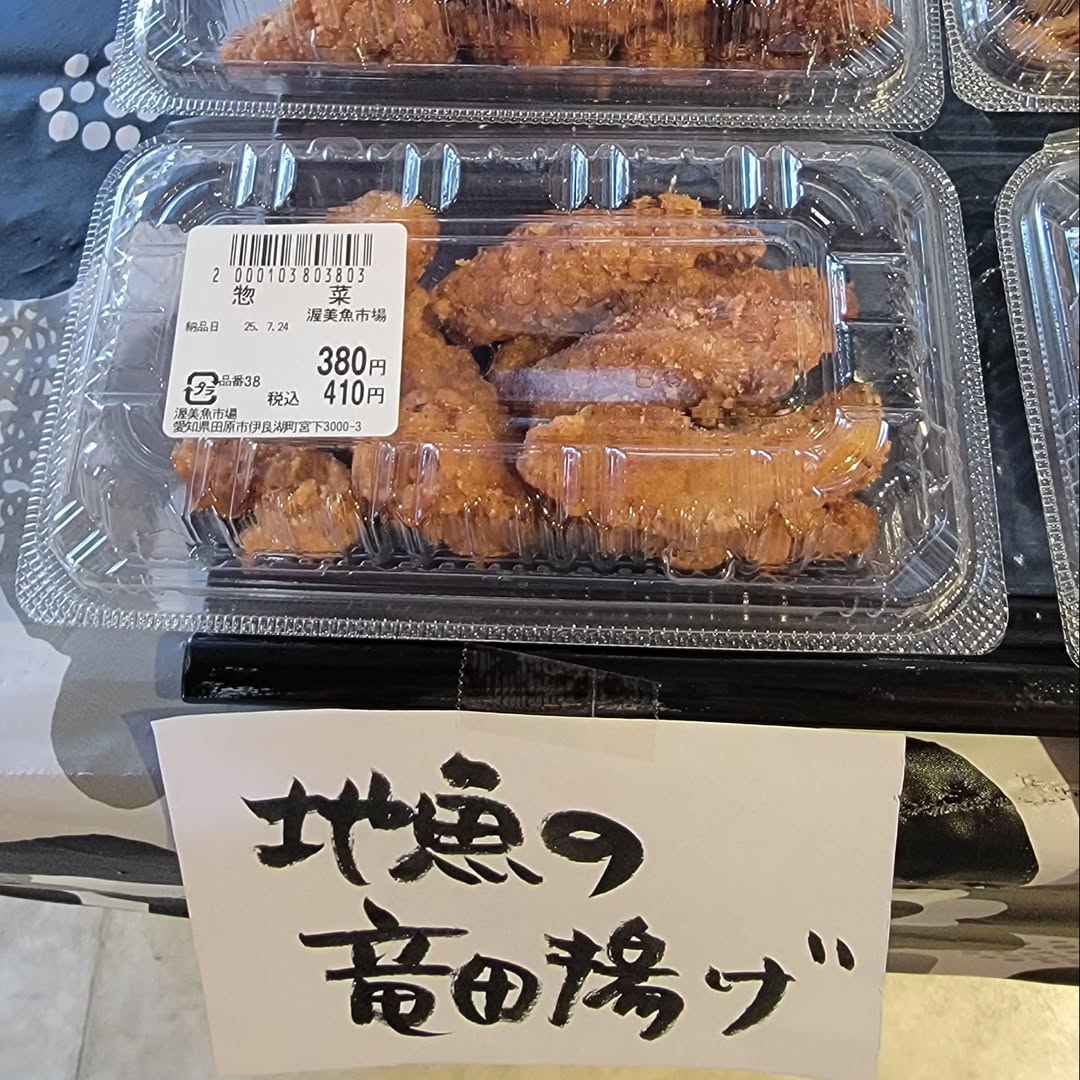 2 000103803803
惣 菜
渥美魚市場
納品日 25. 7.24
380円
プラ 品番38
税込 410円
渥美魚市場
愛知県田原市伊良湖町宮下3000-3
地魚の
竜田揚げ